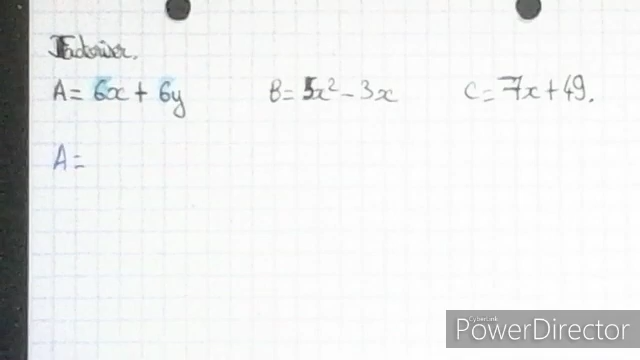 Factoriser.
A = 6x + 6y B = 5x² - 3x C = 7x + 49.
A =
CyberLink
PowerDirector